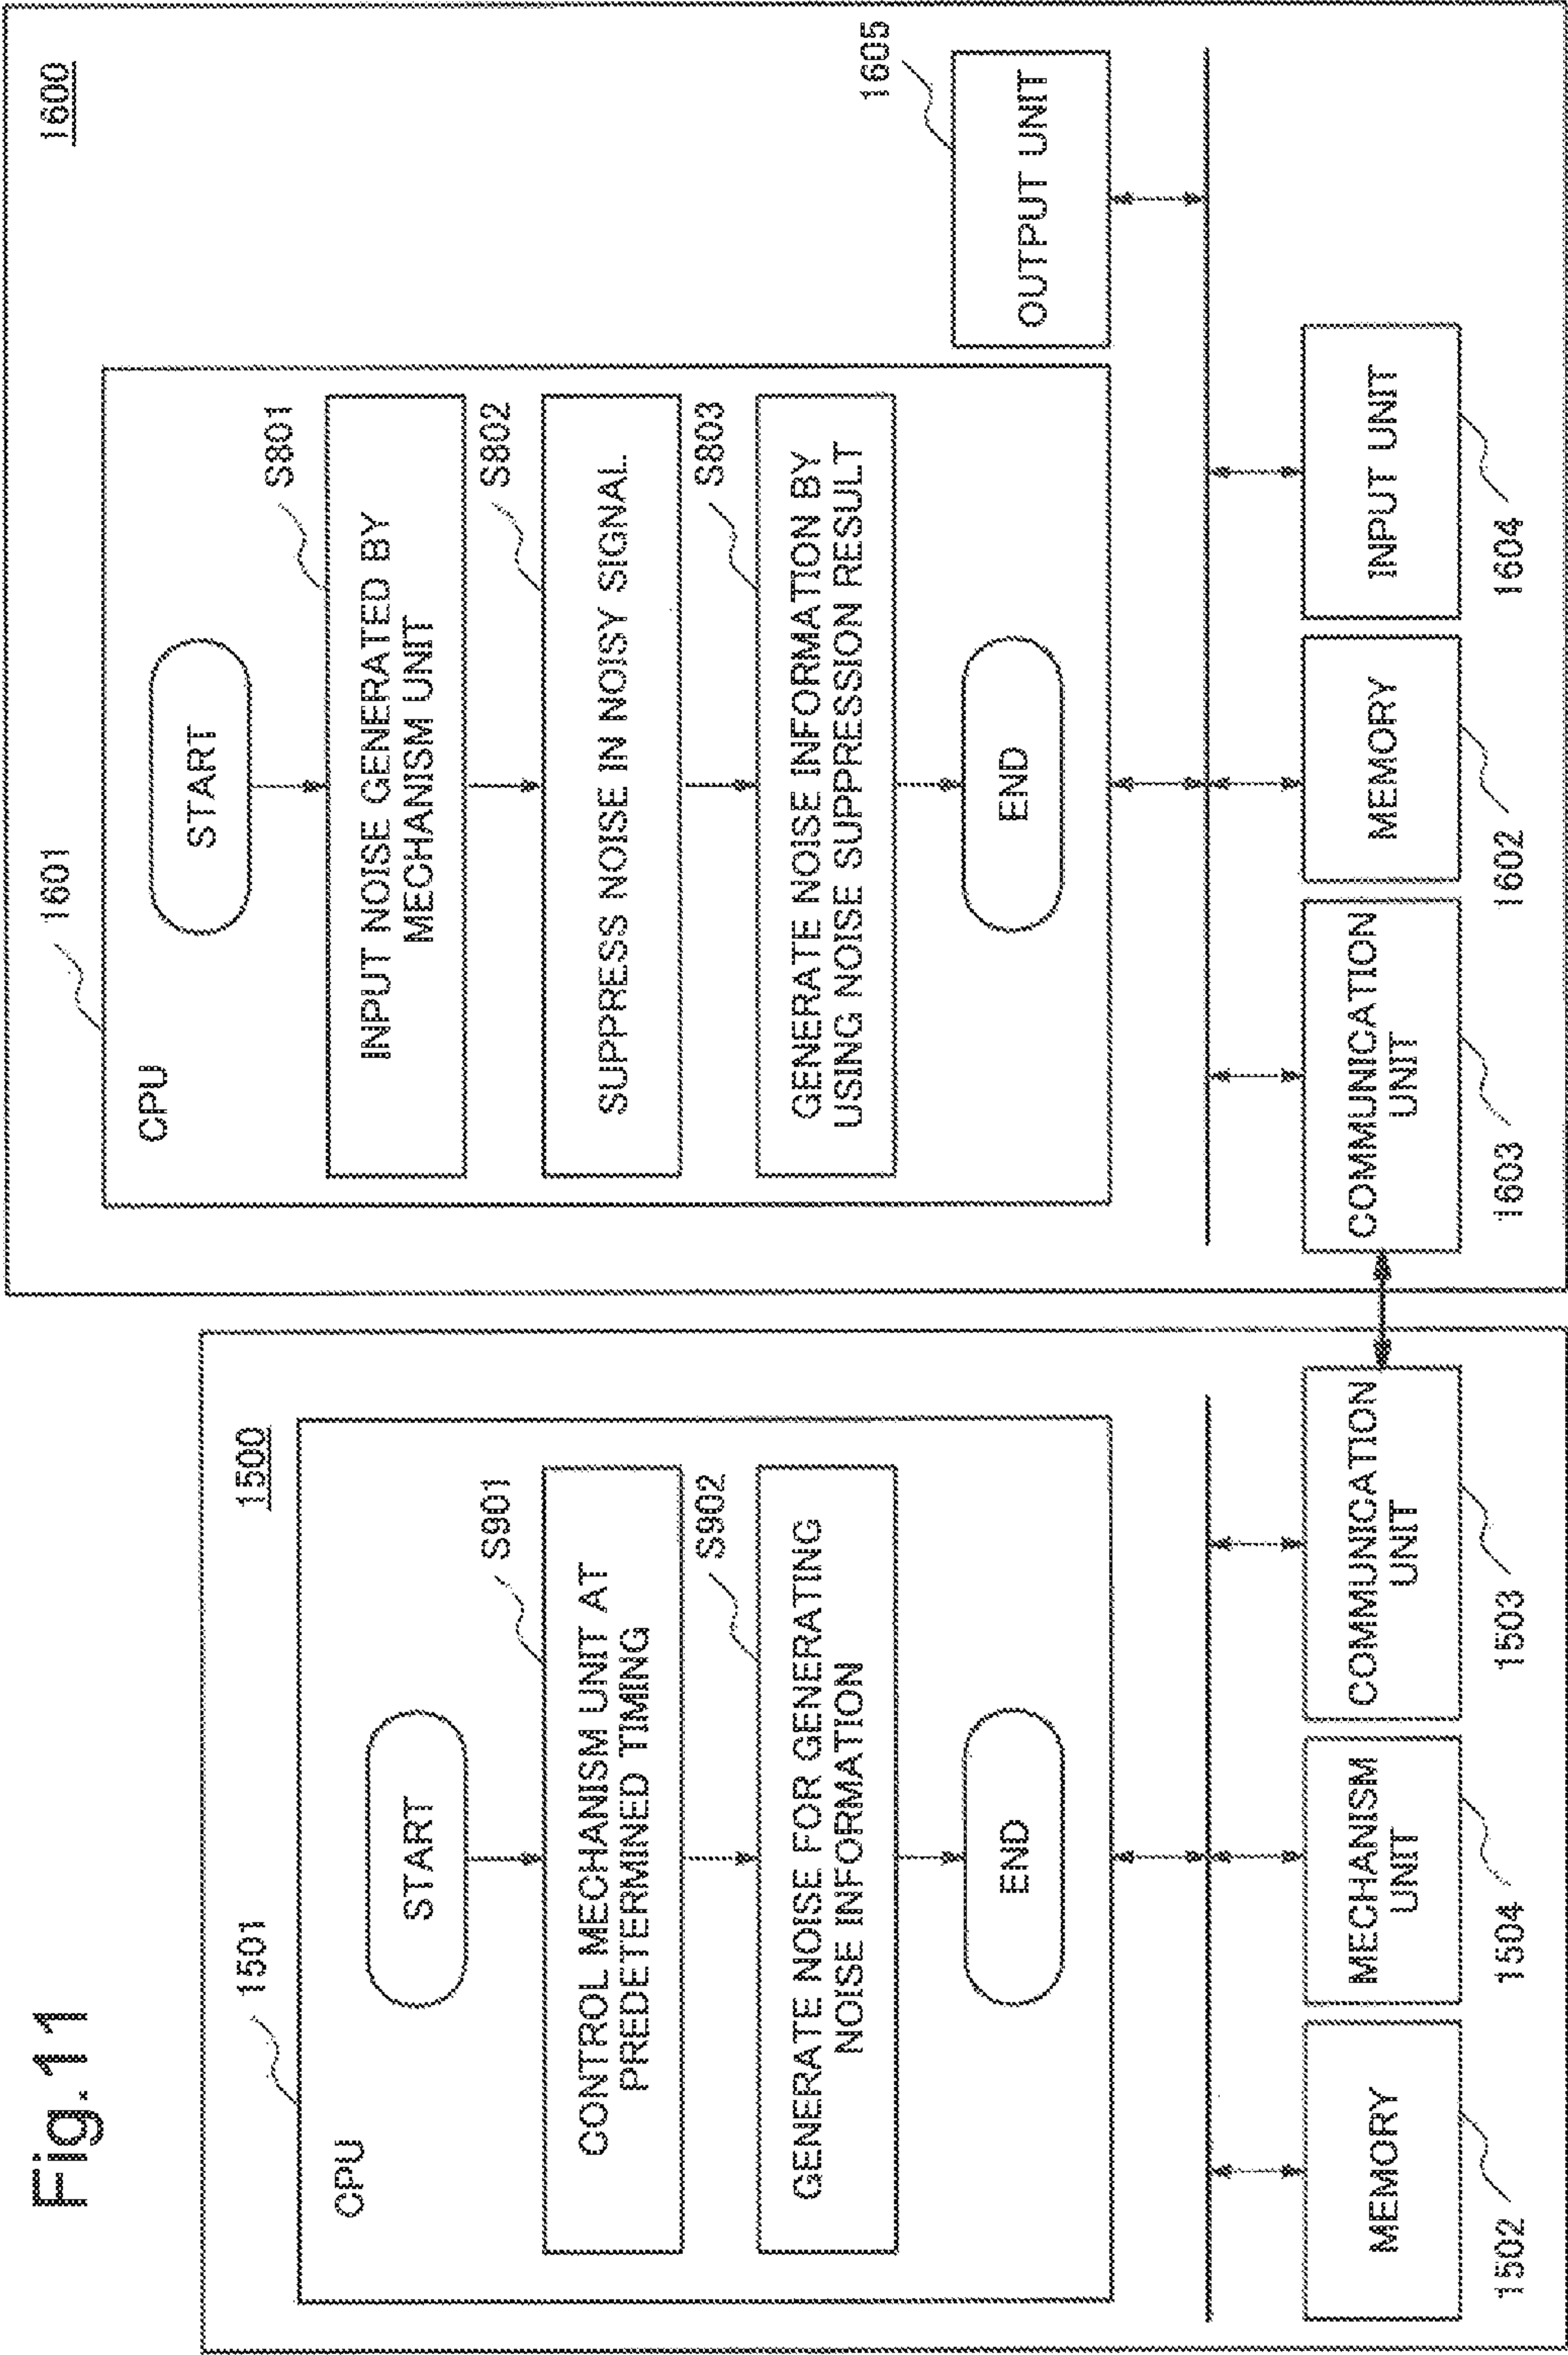 Fig.11
1500
1501
CPU
START
S901
CONTROL MECHANISM UNIT AT
PREDETERMINED TIMING
S902
GENERATE NOISE FOR GENERATING
NOISE INFORMATION
END
MEMORY
1502
MECHANISM
UNIT
1504
COMMUNICATION
UNIT
1503
1600
1601
CPU
START
S801
INPUT NOISE GENERATED BY
MECHANISM UNIT
S802
SUPPRESS NOISE IN NOISY SIGNAL
S803
GENERATE NOISE INFORMATION BY
USING NOISE SUPPRESSION RESULT
END
1605
OUTPUT UNIT
COMMUNICATION
UNIT
1603
MEMORY
1602
INPUT UNIT
1604